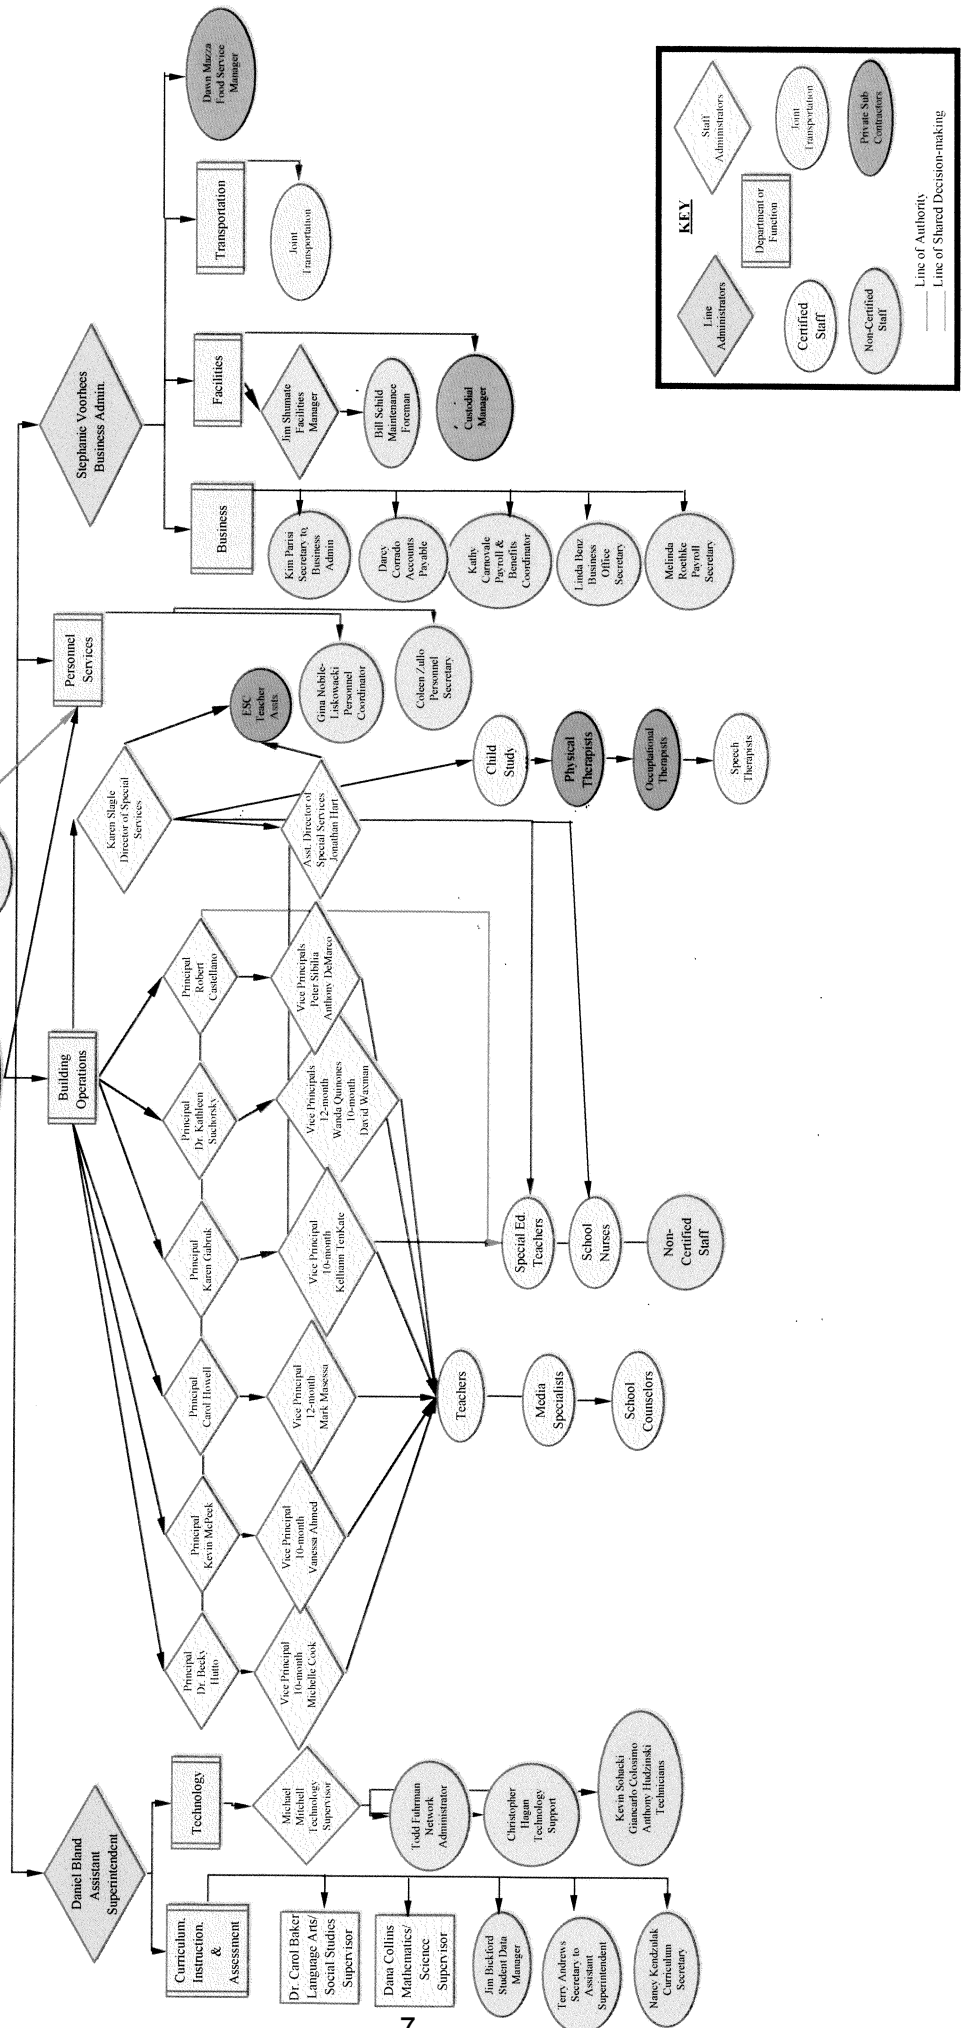 Daniel Bland
Assistant
Superintendent
Curriculum.
Instruction.
&
Assessment
Dr. Carol Baker
Language Arts/
Social Studies
Supervisor
Dana Collins
Mathematics/
Science
Supervisor
Jim Bickford
Student Data
Manager
Terry Andrews
Secretary to
Assistant
Superintendent
Nancy Kendzulak
Curriculum
Secretary
Technology
Michael
Mitchell
Technology
Supervisor
Todd Fuhrman
Network
Administrator
Christopher
Hagan
Technology
Support
Kevin Sohacki
Giancarlo Colosimo
Anthony Hudzinski
Technicians
Building
Operations
Principal
Dr. Becky
Hutto
Principal
Kevin McPeek
Principal
Carol Howell
Principal
Karen Gabruk
Principal
Dr. Kathleen
Suchorsky
Principal
Robert
Castellano
Vice Principal
10-month
Michelle Cook
Vice Principal
10-month
Vanessa Ahmed
Vice Principal
12-month
Mark Masessa
Vice Principal
10-month
Kelliann TenKate
Vice Principals
12-month
Wanda Quinones
10-month
David Waxman
Vice Principals
Peter Sibilia
Anthony DeMarco
Teachers
Media
Specialists
School
Counselors
Special Ed.
Teachers
School
Nurses
Non-
Certified
Staff
Karen Slagle
Director of Special
Services
Asst. Director of
Special Services
Jonathan Hart
ESC
Teacher
Assts.
Child
Study
Physical
Therapists
Occuptational
Therapists
Speech
Therapists
Personnel
Services
Gina Nobile-
Liskowacki
Personnel
Coordinator
Coleen Zullo
Personnel
Secretary
Stephanie Voorhees
Business Admin.
Business
Kim Parisi
Secretary to
Business
Admin
Darcy
Corrado
Accounts
Payable
Kathy
Carnovale
Payroll &
Benefits
Coordinator
Linda Benz
Business
Office
Secretary
Melinda
Roethke
Payroll
Secretary
Facilities
Jim Shumate
Facilities
Manager
Bill Schild
Maintenance
Foreman
Custodial
Manager
Transportation
Joint
Transportation
Dawn Mazza
Food Service
Manager
KEY
Line
Administrators
Staff
Administrators
Department or
Function
Certified
Staff
Joint
Transportation
Non-Certified
Staff
Private Sub
Contractors
Line of Authority
Line of Shared Decision-making
7